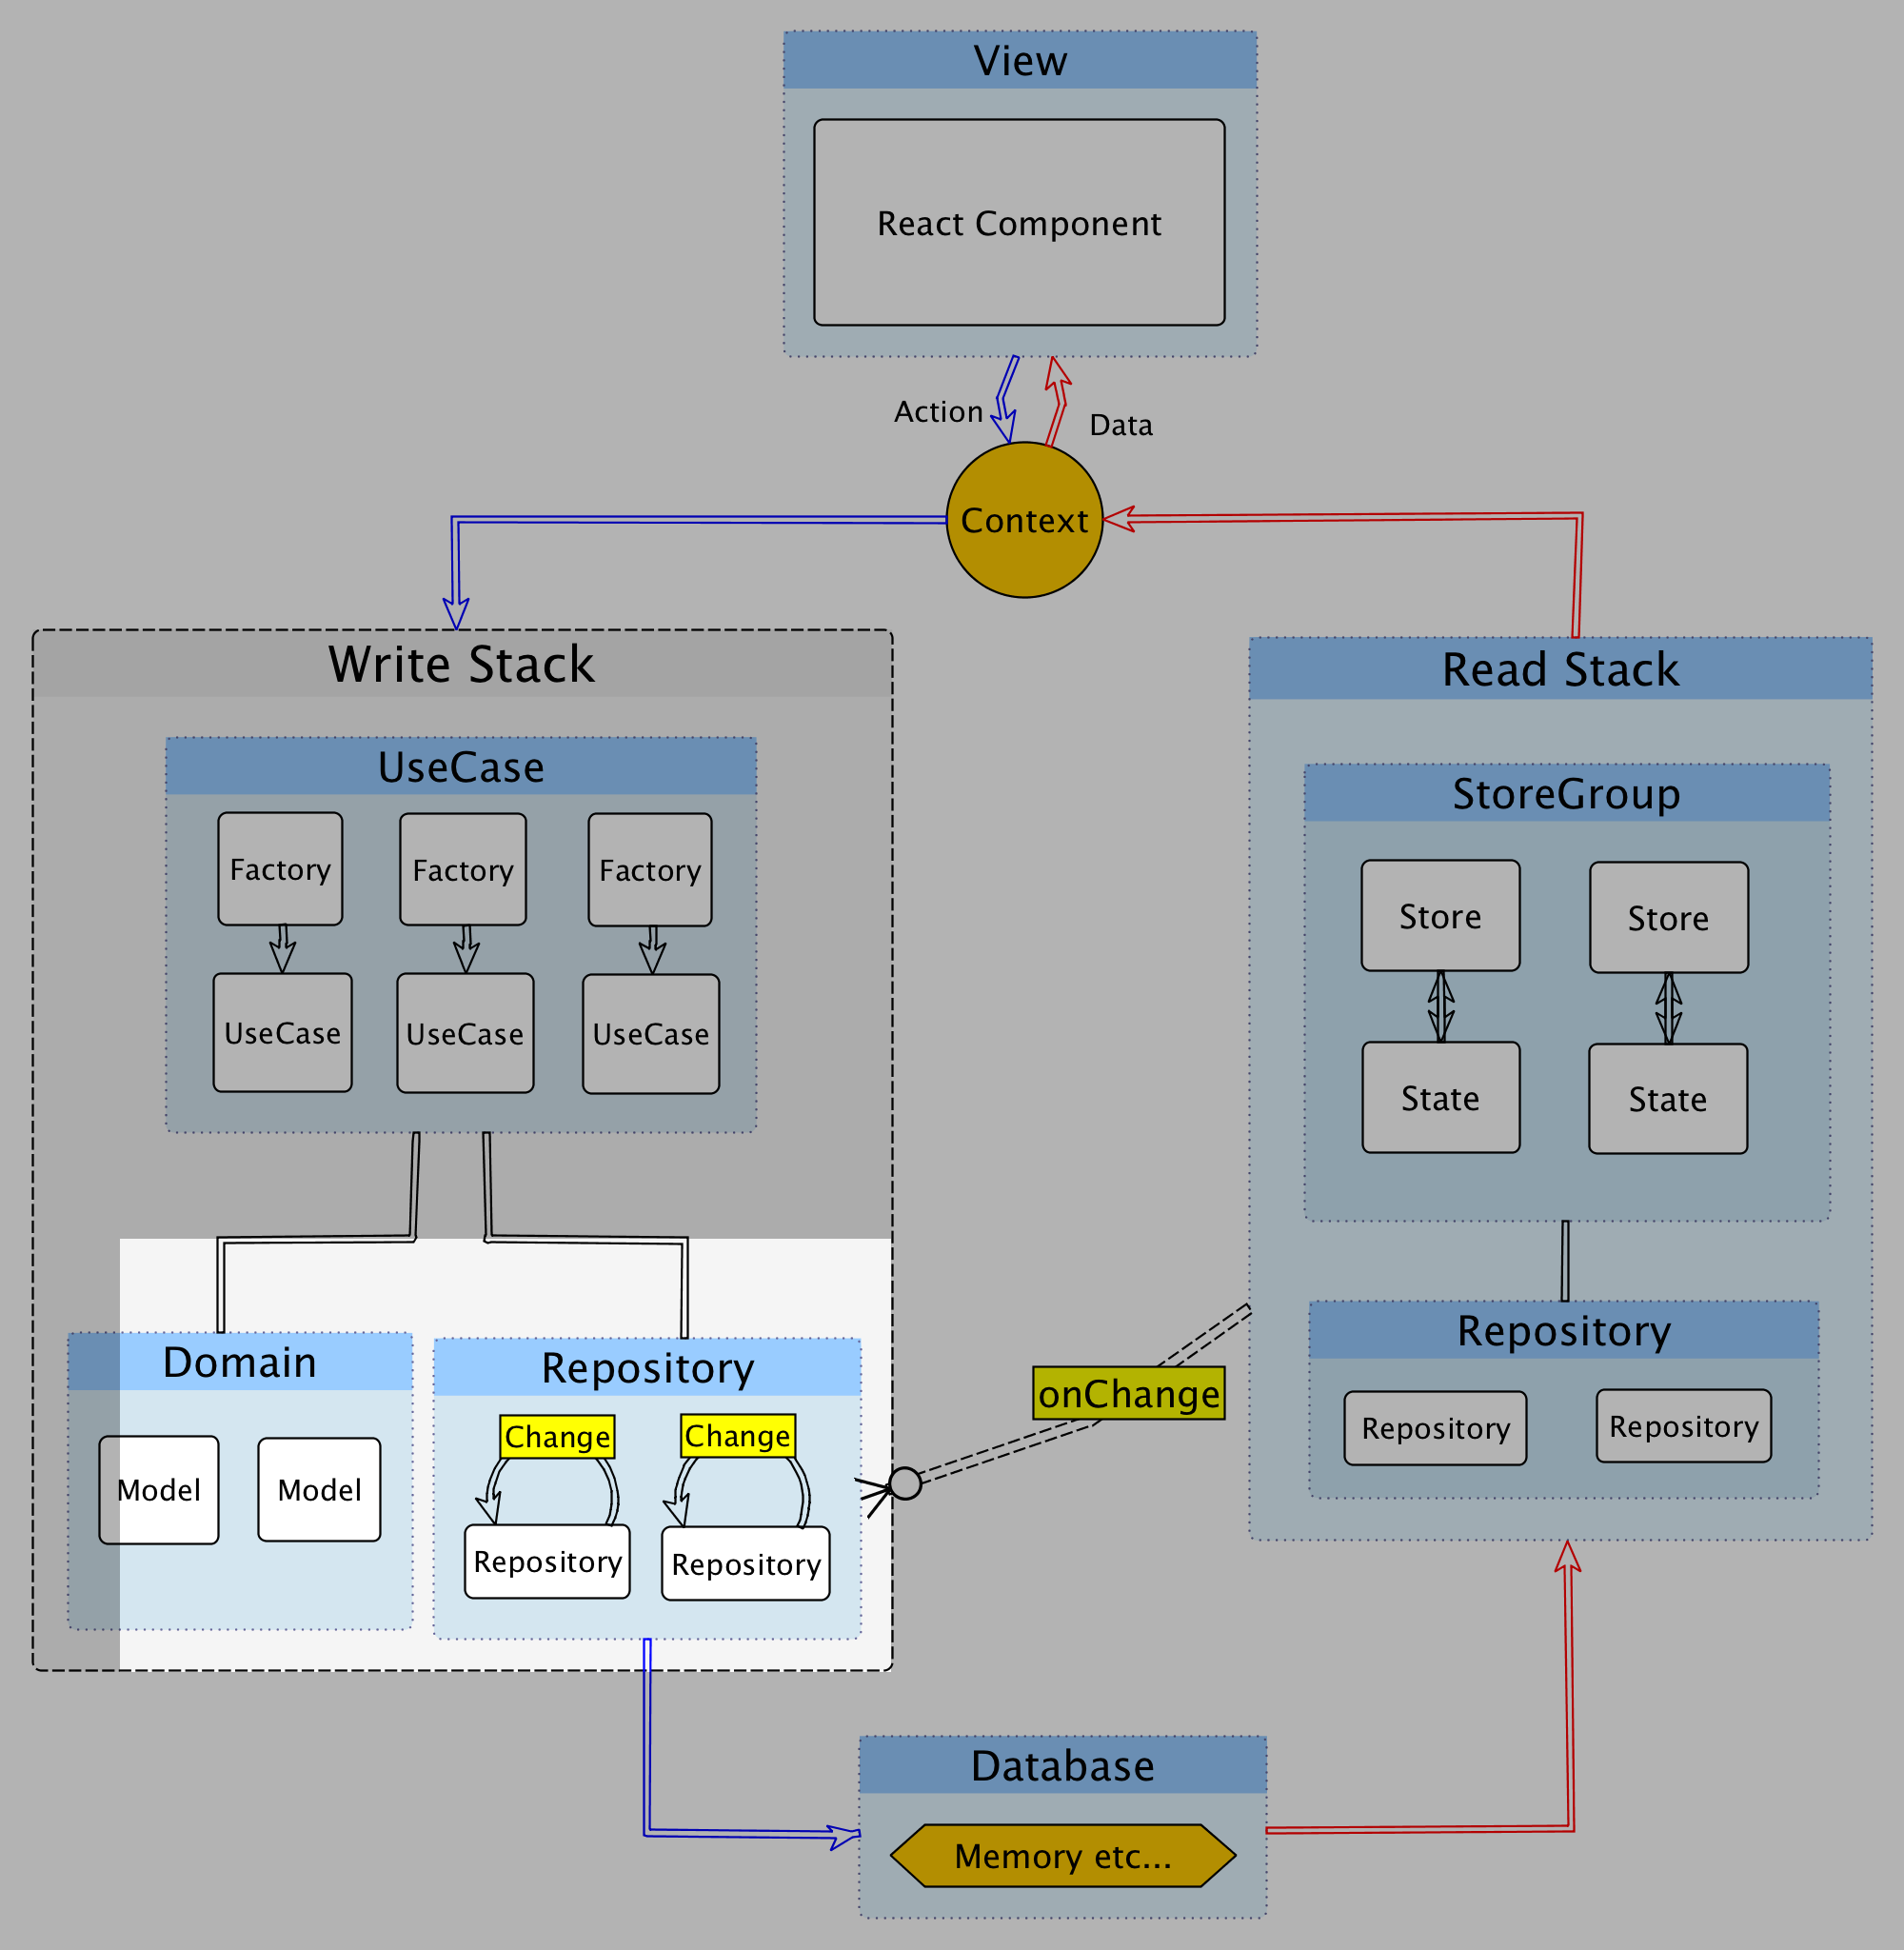 View
React Component
Action
Data
Context
Write Stack
UseCase
Factory
Factory
Factory
UseCase
UseCase
UseCase
Domain
Model
Model
Repository
Change
Change
Repository
Repository
onChange
Read Stack
StoreGroup
Store
Store
State
State
Repository
Repository
Repository
Database
Memory etc...